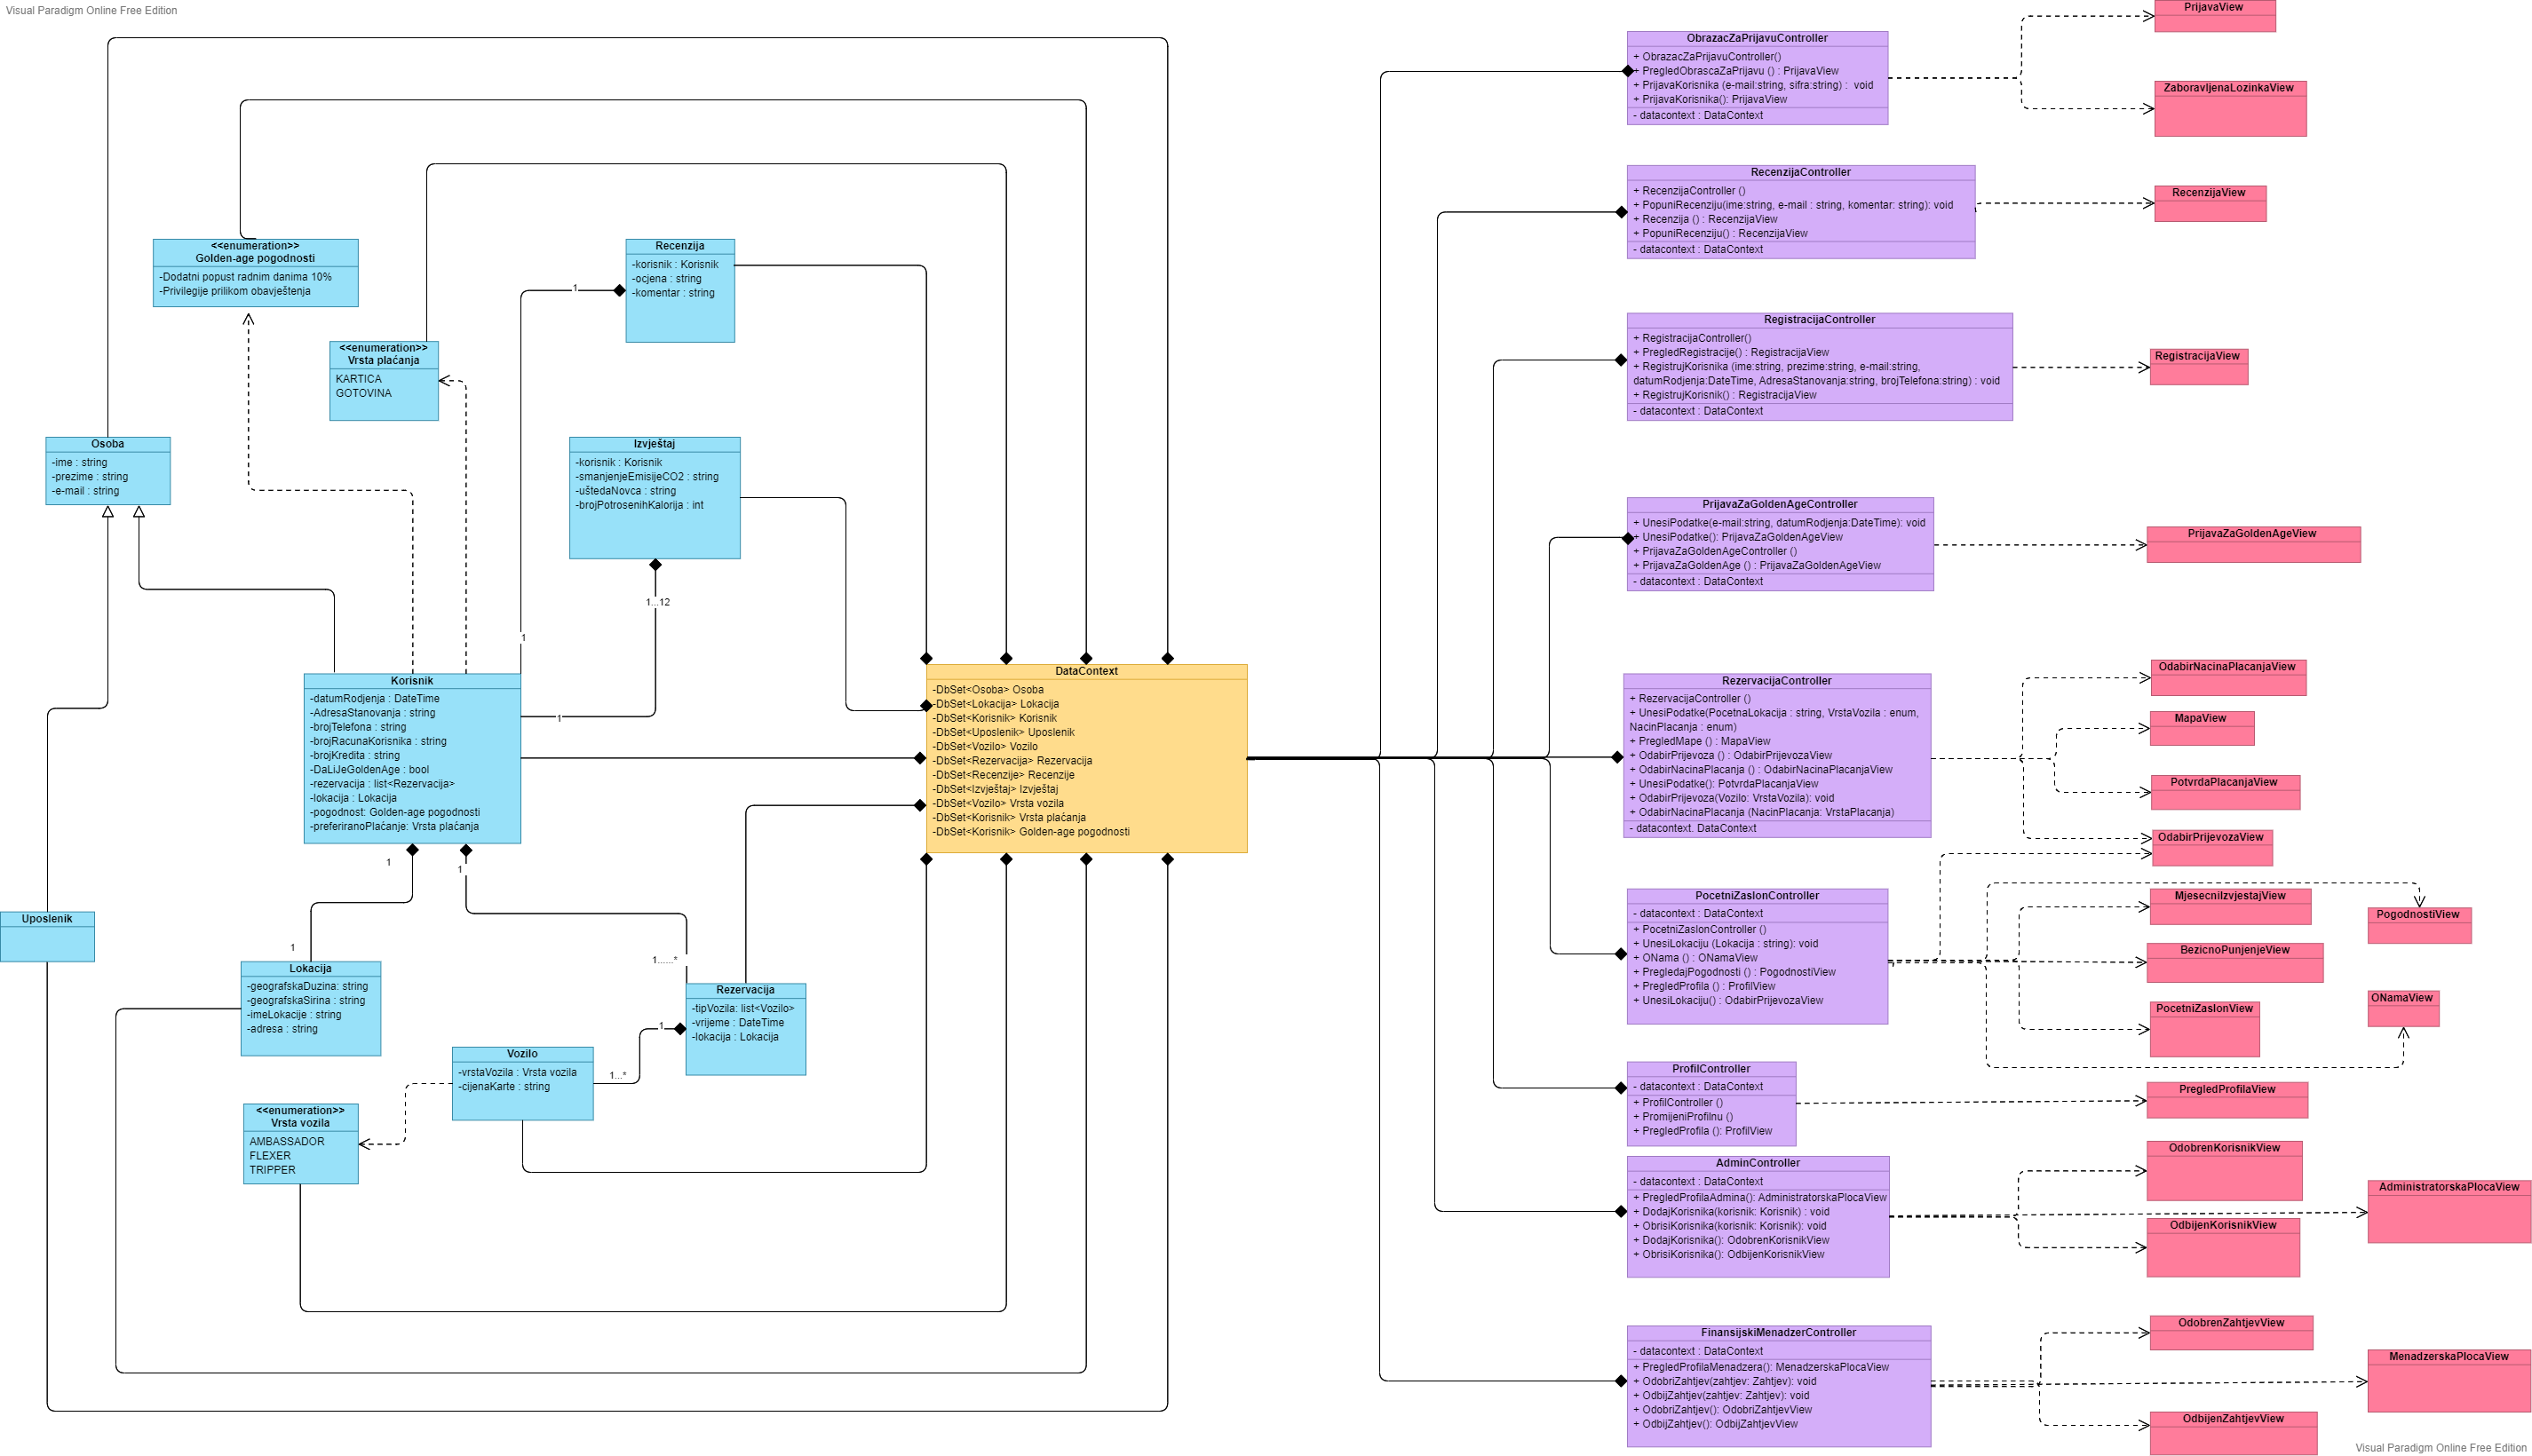 Visual Paradigm Online Free Edition
<<enumeration>>
Golden-age pogodnosti
-Dodatni popust radnim danima 10%
-Privilegije prilikom obavještenja
<<enumeration>>
Vrsta plaćanja
KARTICA
GOTOVINA
Recenzija
-korisnik : Korisnik
-ocjena : string
-komentar : string
1
1
Osoba
-ime : string
-prezime : string
-e-mail : string
Izvještaj
-korisnik : Korisnik
-smanjenjeEmisijeCO2 : string
-uštedaNovca : string
-brojPotrosenihKalorija : int
1...12
1
Korisnik
-datumRodjenja : DateTime
-AdresaStanovanja : string
-brojTelefona : string
-brojRacunaKorisnika : string
-brojKredita : string
-DaLiJeGoldenAge : bool
-rezervacija : list<Rezervacija>
-lokacija : Lokacija
-pogodnost: Golden-age pogodnosti
-preferiranoPlaćanje: Vrsta plaćanja
1
1
1
1......*
Uposlenik
Lokacija
-geografskaDuzina: string
-geografskaSirina : string
-imeLokacije : string
-adresa : string
Rezervacija
-tipVozila: list<Vozilo>
-vrijeme : DateTime
-lokacija : Lokacija
1
1...*
Vozilo
-vrstaVozila : Vrsta vozila
-cijenaKarte : string
<<enumeration>>
Vrsta vozila
AMBASSADOR
FLEXER
TRIPPER
DataContext
-DbSet<Osoba> Osoba
-DbSet<Lokacija> Lokacija
-DbSet<Korisnik> Korisnik
-DbSet<Uposlenik> Uposlenik
-DbSet<Vozilo> Vozilo
-DbSet<Rezervacija> Rezervacija
-DbSet<Recenzije> Recenzije
-DbSet<Izvještaj> Izvještaj
-DbSet<Vozilo> Vrsta vozila
-DbSet<Korisnik> Vrsta plaćanja
-DbSet<Korisnik> Golden-age pogodnosti
ObrazacZaPrijavuController
+ ObrazacZaPrijavuController()
+ PregledObrascaZaPrijavu () : PrijavaView
+ PrijavaKorisnika (e-mail:string, sifra:string) : void
+ PrijavaKorisnika(): PrijavaView
- datacontext : DataContext
PrijavaView
ZaboravljenaLozinkaView
RecenzijaController
+ RecenzijaController ()
+ PopuniRecenziju(ime:string, e-mail : string, komentar: string): void
+ Recenzija () : RecenzijaView
+ PopuniRecenziju() : RecenzijaView
- datacontext : DataContext
RecenzijaView
RegistracijaController
+ RegistracijaController()
+ PregledRegistracije() : RegistracijaView
+ RegistrujKorisnika (ime:string, prezime:string, e-mail:string,
datumRodjenja:DateTime, AdresaStanovanja:string, brojTelefona:string) : void
+ RegistrujKorisnik() : RegistracijaView
- datacontext : DataContext
RegistracijaView
PrijavaZaGoldenAgeController
+ UnesiPodatke(e-mail:string, datumRodjenja:DateTime): void
+ UnesiPodatke(): PrijavaZaGoldenAgeView
+ PrijavaZaGoldenAgeController ()
+ PrijavaZaGoldenAge () : PrijavaZaGoldenAgeView
- datacontext : DataContext
PrijavaZaGoldenAgeView
RezervacijaController
+ RezervacijaController ()
+ UnesiPodatke(PocetnaLokacija : string, VrstaVozila : enum,
NacinPlacanja : enum)
+ PregledMape () : MapaView
+ OdabirPrijevoza () : OdabirPrijevozaView
+ OdabirNacinaPlacanja () : OdabirNacinaPlacanjaView
+ UnesiPodatke(): PotvrdaPlacanjaView
+ OdabirPrijevoza(Vozilo: VrstaVozila): void
+ OdabirNacinaPlacanja (NacinPlacanja: VrstaPlacanja)
- datacontext. DataContext
OdabirNacinaPlacanjaView
MapaView
PotvrdaPlacanjaView
OdabirPrijevozaView
PocetniZaslonController
- datacontext : DataContext
+ PocetniZaslonController ()
+ UnesiLokaciju (Lokacija : string): void
+ ONama () : ONamaView
+ PregledajPogodnosti () : PogodnostiView
+ PregledProfila () : ProfilView
+ UnesiLokaciju() : OdabirPrijevozaView
MjesecniIzvjestajView
PogodnostiView
BezicnoPunjenjeView
ONamaView
PocetniZaslonView
ProfilController
- datacontext : DataContext
+ ProfilController ()
+ PromijeniProfilnu ()
+ PregledProfila (): ProfilView
PregledProfilaView
AdminController
- datacontext : DataContext
+ PregledProfilaAdmina(): AdministratorskaPlocaView
+ DodajKorisnika(korisnik: Korisnik) : void
+ ObrisiKorisnika(korisnik: Korisnik): void
+ DodajKorisnika(): OdobrenKorisnikView
+ ObrisiKorisnika(): OdbijenKorisnikView
OdobrenKorisnikView
AdministratorskaPlocaView
OdbijenKorisnikView
FinansijskiMenadzerController
- datacontext : DataContext
+ PregledProfilaMenadzera(): MenadzerskaPlocaView
+ OdobriZahtjev(zahtjev: Zahtjev): void
+ OdbijZahtjev(zahtjev: Zahtjev): void
+ OdobriZahtjev(): OdobriZahtjevView
+ OdbijZahtjev(): OdbijZahtjevView
OdobrenZahtjevView
MenadzerskaPlocaView
OdbijenZahtjevView
Visual Paradigm Online Free Edition